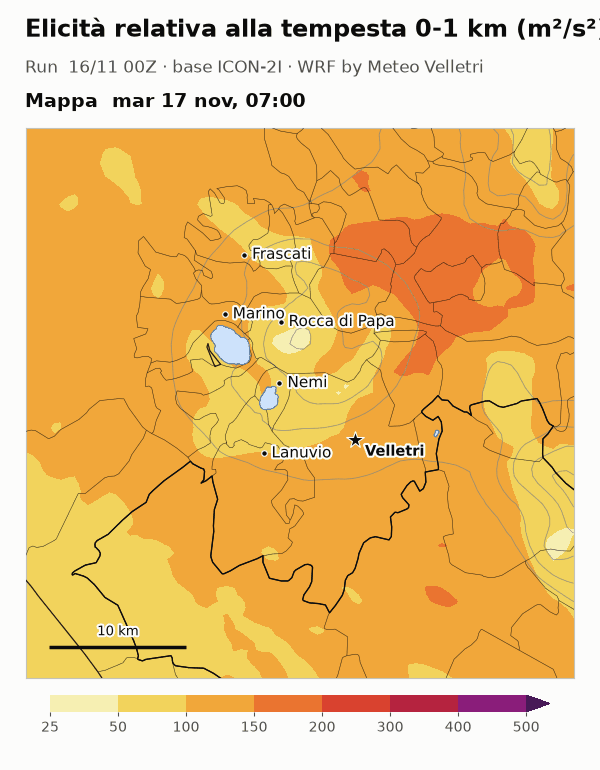 Elicità relativa alla tempesta 0-1 km (m²/s²)
Run  16/11 00Z · base ICON-2I · WRF by Meteo Velletri
Mappa  mar 17 nov, 07:00
Frascati
Marino
Rocca di Papa
Nemi
Velletri
Lanuvio
10 km
25 50 100 150 200 300 400 500